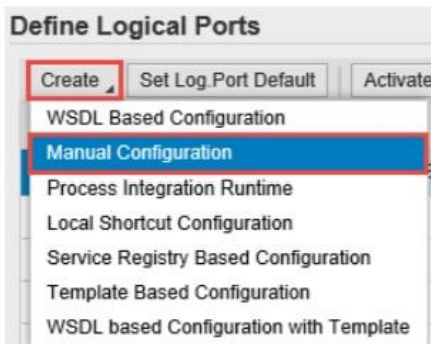 Define Logical Ports
Create Set Log.Port Default Activate
WSDL Based Configuration
Manual Configuration
Process Integration Runtime
Local Shortcut Configuration
Service Registry Based Configuration
Template Based Configuration
WSDL based Configuration with Template